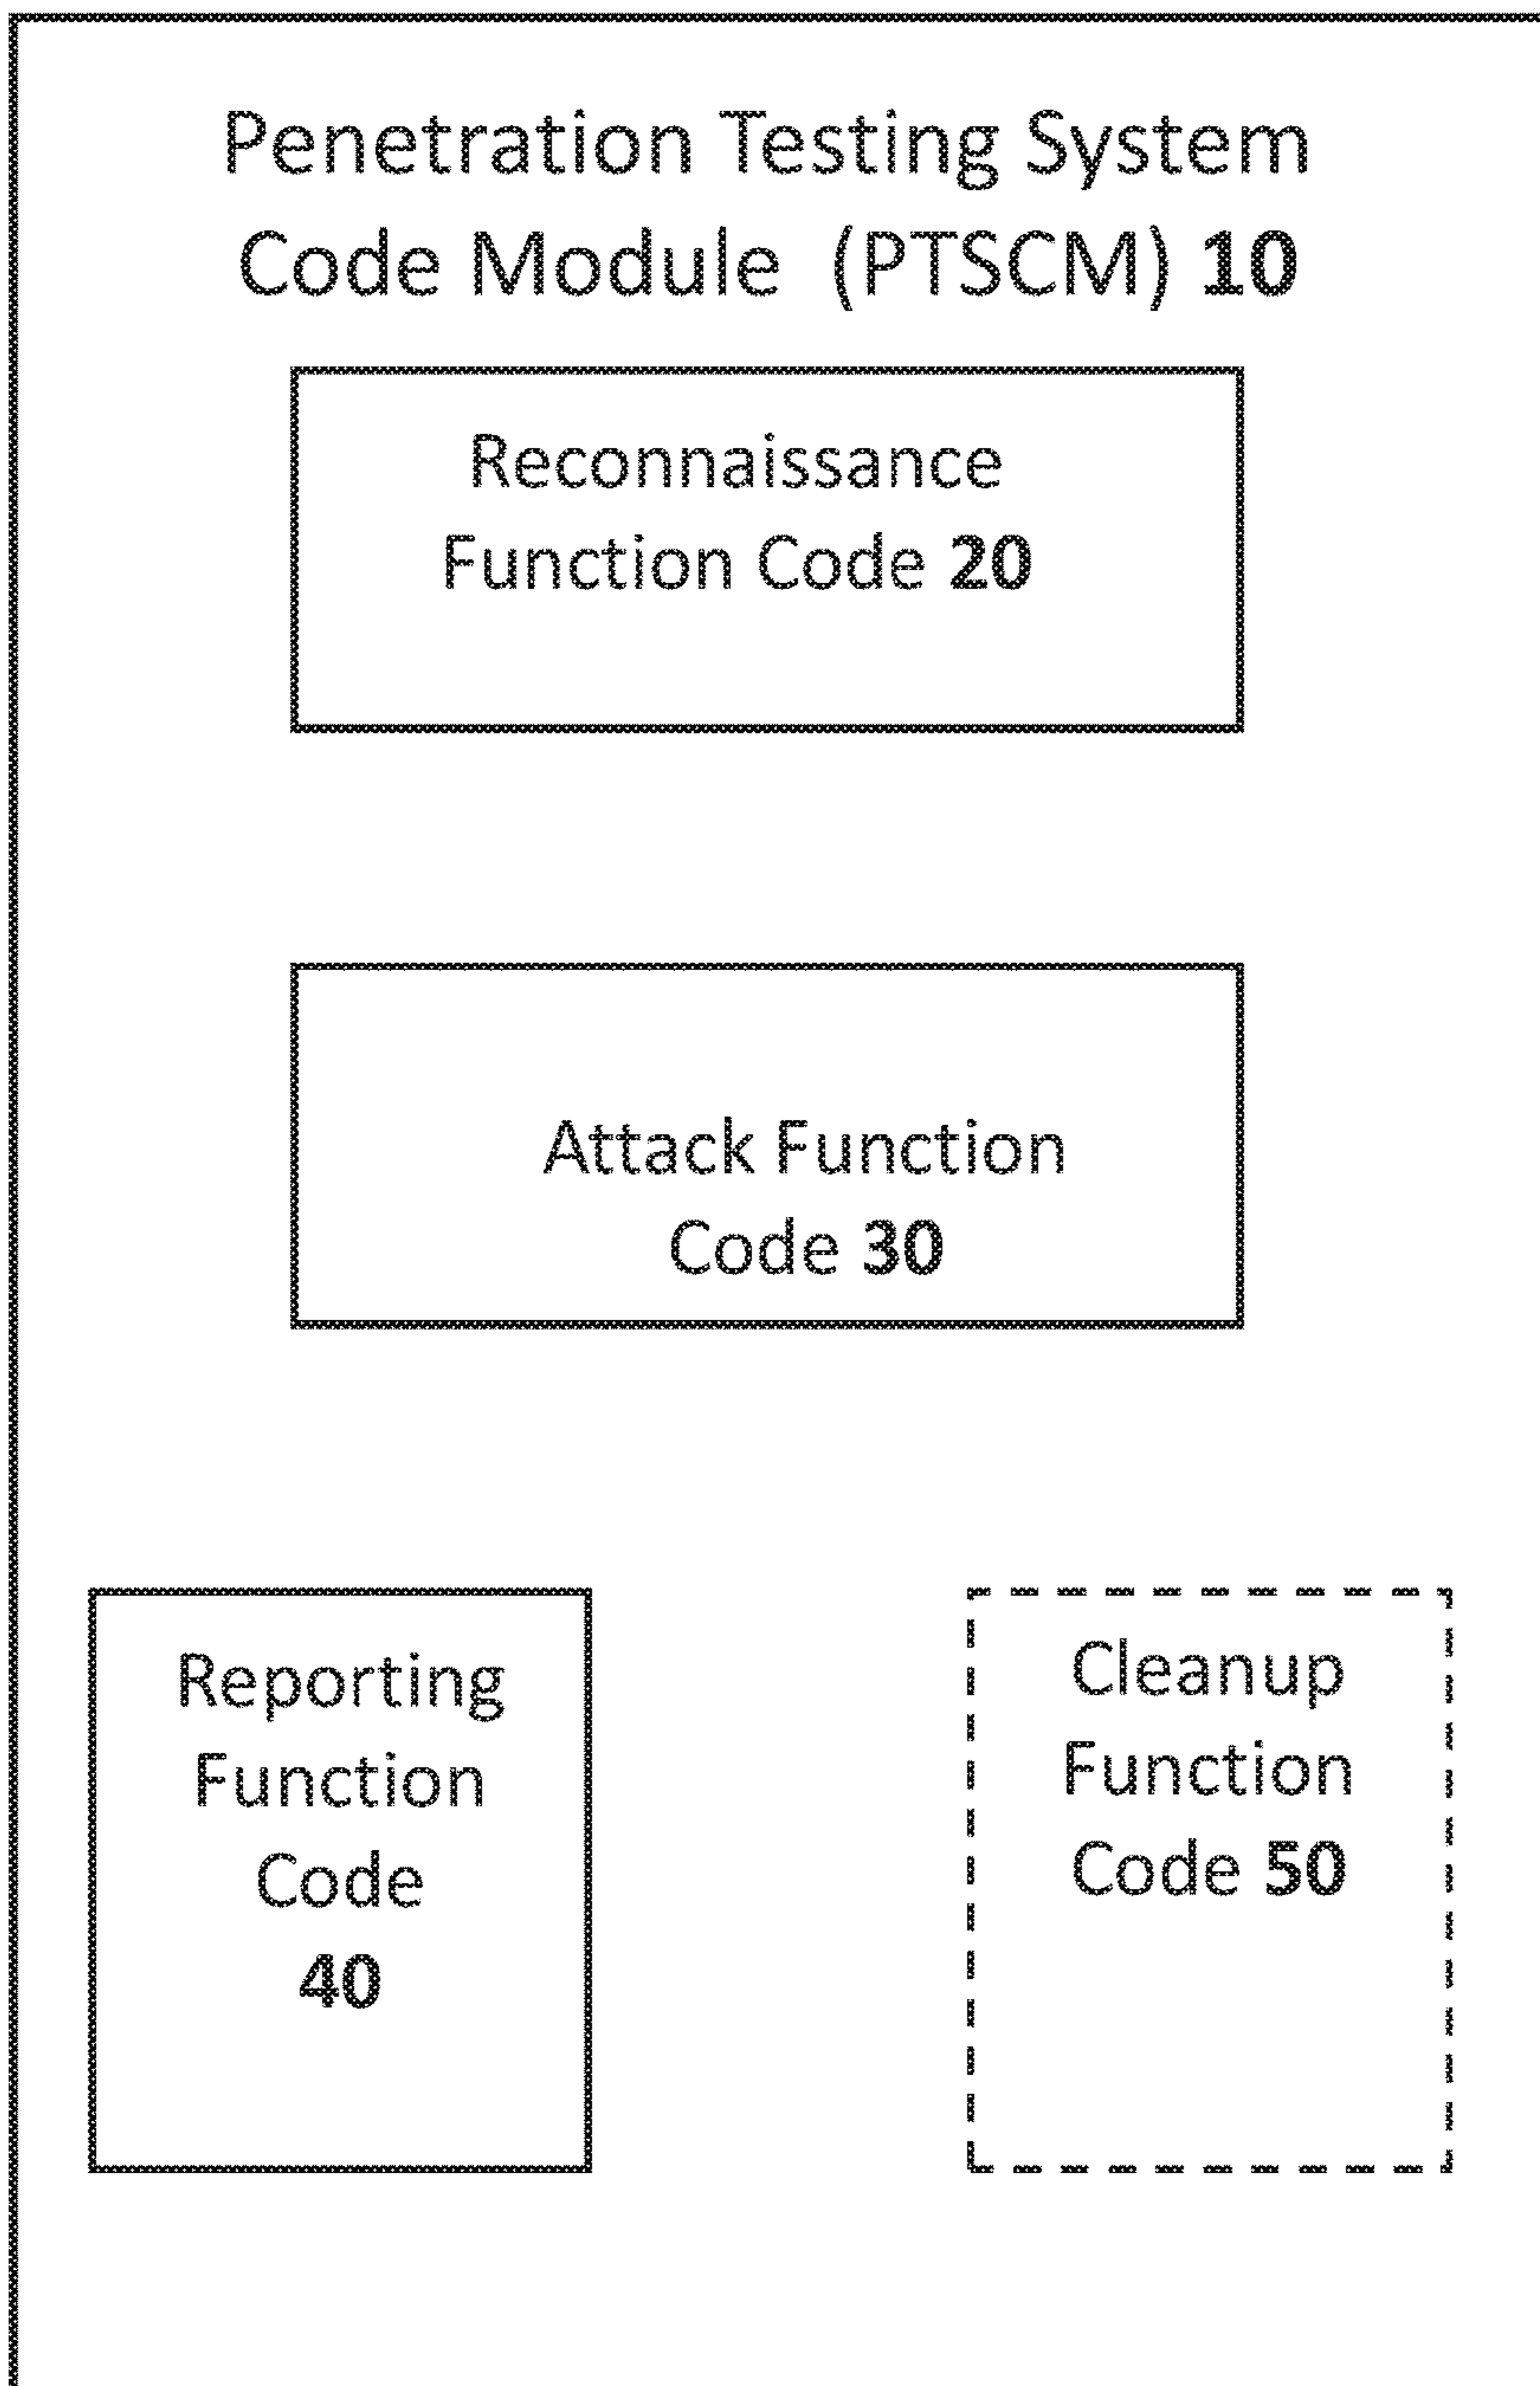 Penetration Testing System
Code Module (PTSCM) 10
Reconnaissance
Function Code 20
Attack Function
Code 30
Reporting
Function
Code
40
Cleanup
Function
Code 50